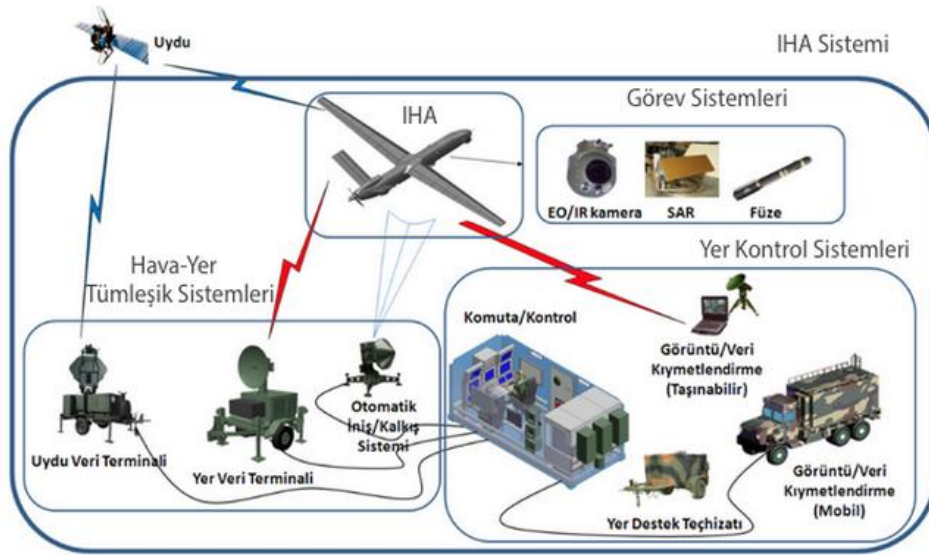 Uydu
IHA Sistemi
IHA
Görev Sistemleri
EO/IR kamera
SAR
Füze
Hava-Yer
Tümleşik Sistemleri
Yer Kontrol Sistemleri
Komuta/Kontrol
Görüntü/Veri
Kıymetlendirme
(Taşınabilir)
Otomatik
İniş/Kalkış
Sistemi
Uydu Veri Terminali
Yer Veri Terminali
Yer Destek Teçhizatı
Görüntü/Veri
Kıymetlendirme
(Mobil)